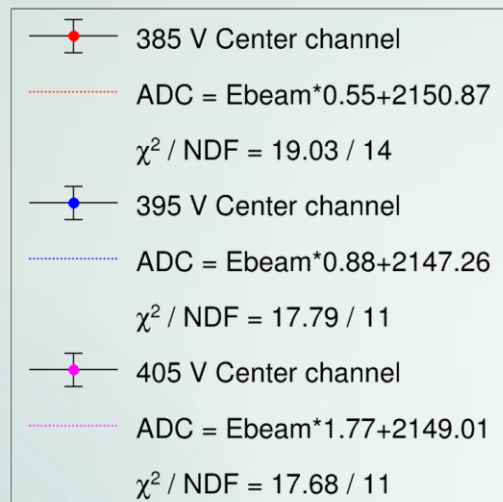 385 V Center channel
ADC = Ebeam*0.55+2150.87
χ² / NDF = 19.03 / 14
395 V Center channel
ADC = Ebeam*0.88+2147.26
χ² / NDF = 17.79 / 11
405 V Center channel
ADC = Ebeam*1.77+2149.01
χ² / NDF = 17.68 / 11